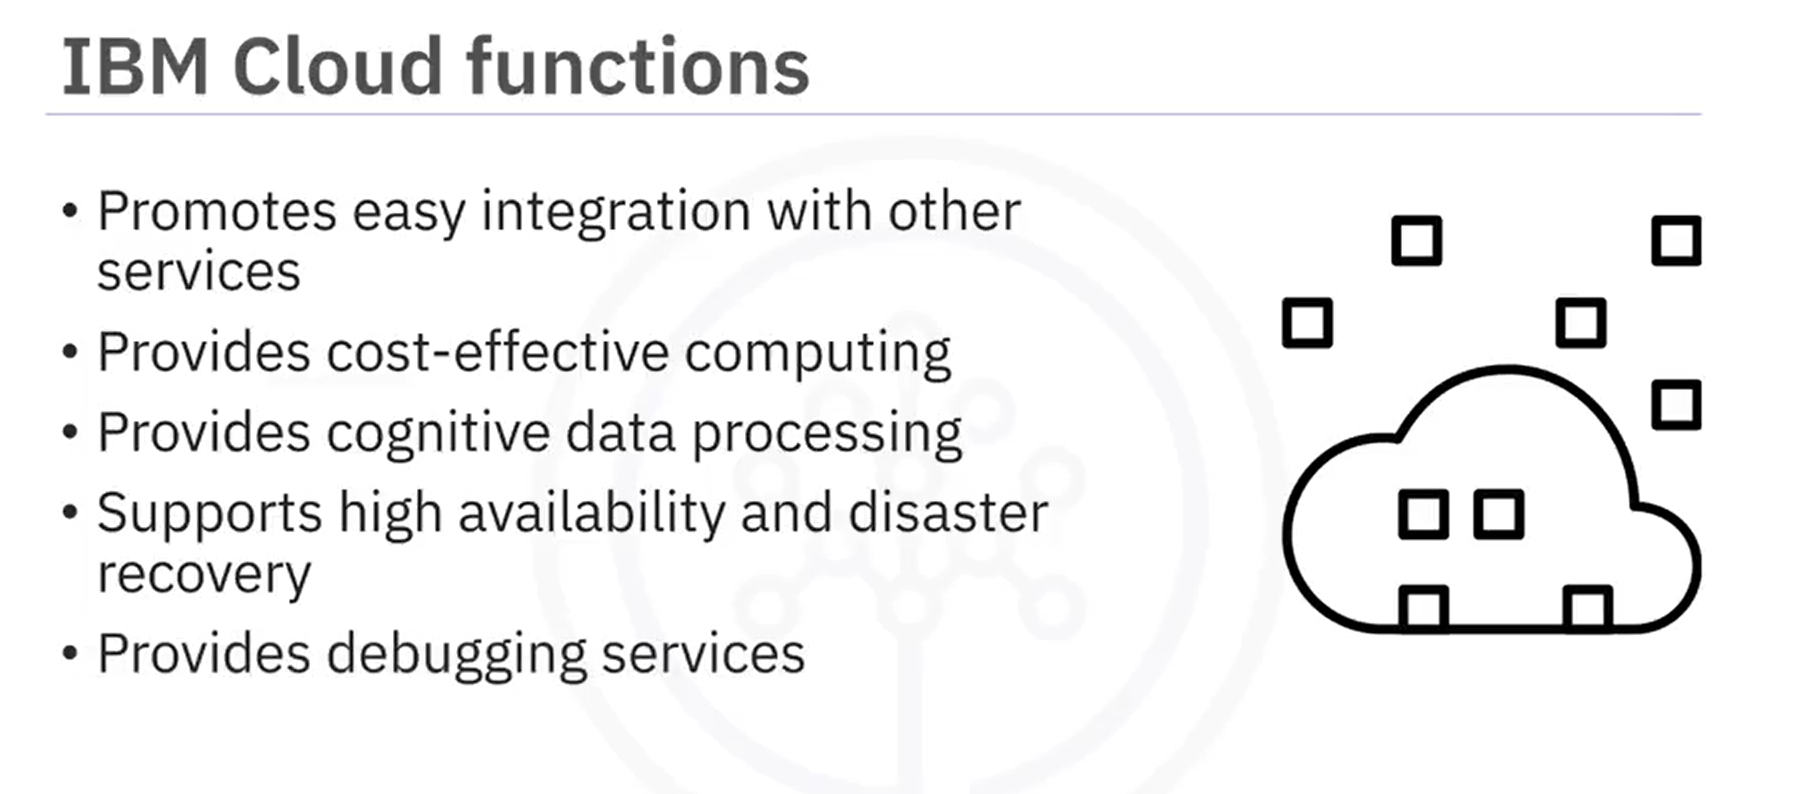 IBM Cloud functions
• Promotes easy integration with other
services
• Provides cost-effective computing
• Provides cognitive data processing
• Supports high availability and disaster
recovery
• Provides debugging services